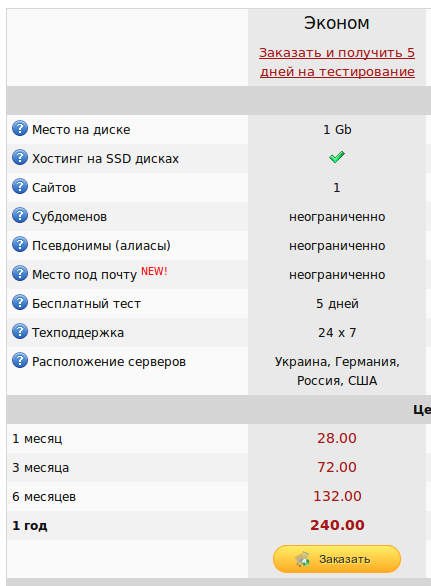 Эконом
Заказать и получить 5
дней на тестирование
Место на диске 1 Gb
Хостинг на SSD дисках
Сайтов 1
Субдоменов неограниченно
Псевдонимы (алиасы) неограниченно
Место под почту NEW! неограниченно
Бесплатный тест 5 дней
Техподдержка 24 x 7
Расположение серверов Украина, Германия,
Россия, США
Це
1 месяц 28.00
3 месяца 72.00
6 месяцев 132.00
1 год 240.00
Заказать